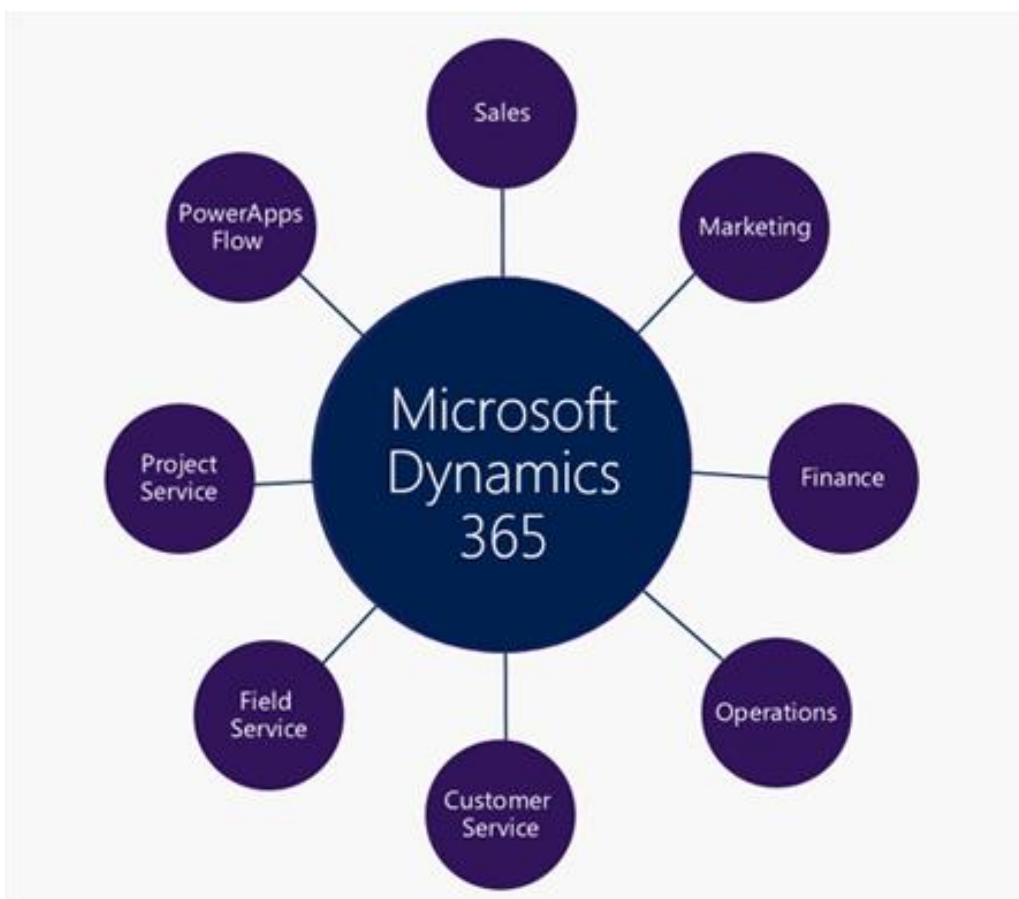 Sales
Marketing
Finance
Operations
Customer
Service
Field
Service
Project
Service
PowerApps
Flow
Microsoft
Dynamics
365